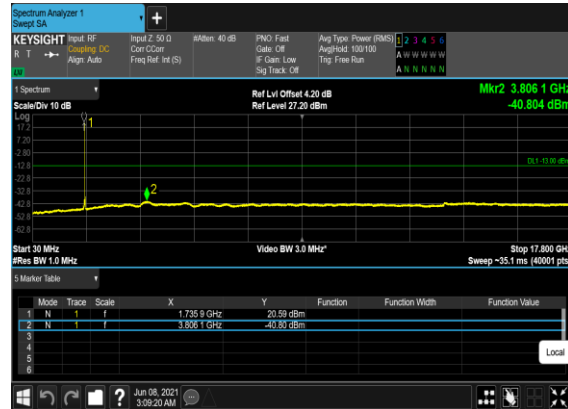 Spectrum Analyzer 1
Swept SA
+
KEYSIGHT Input: RF Input Z: 50 Ω #Atten: 40 dB PNO: Fast Avg Type: Power (RMS) 1 2 3 4 5 6
R T Coupling: DC Corr CCorr Gate: Off Avg|Hold: 100/100 A W W W W W
Align: Auto Freq Ref: Int (S) IF Gain: Low Trig: Free Run
Sig Track: Off A N N N N N
LW
1 Spectrum Ref Lvl Offset 4.20 dB Mkr2 3.806 1 GHz
Scale/Div 10 dB Ref Level 27.20 dBm -40.804 dBm
Log
17.2
7.20
-2.80
-12.8
-22.8
-32.8
-42.8
-52.8
-62.8
1
2
DL1 -13.00 dBm
Start 30 MHz Video BW 3.0 MHz* Stop 17.800 GHz
#Res BW 1.0 MHz Sweep ~35.1 ms (40001 pts)
5 Marker Table
Mode Trace Scale X Y Function Function Width Function Value
1 N 1 f 1.735 9 GHz 20.59 dBm
2 N 1 f 3.806 1 GHz -40.80 dBm
3
4
5
6
Local
? Jun 08, 2021
3:09:20 AM